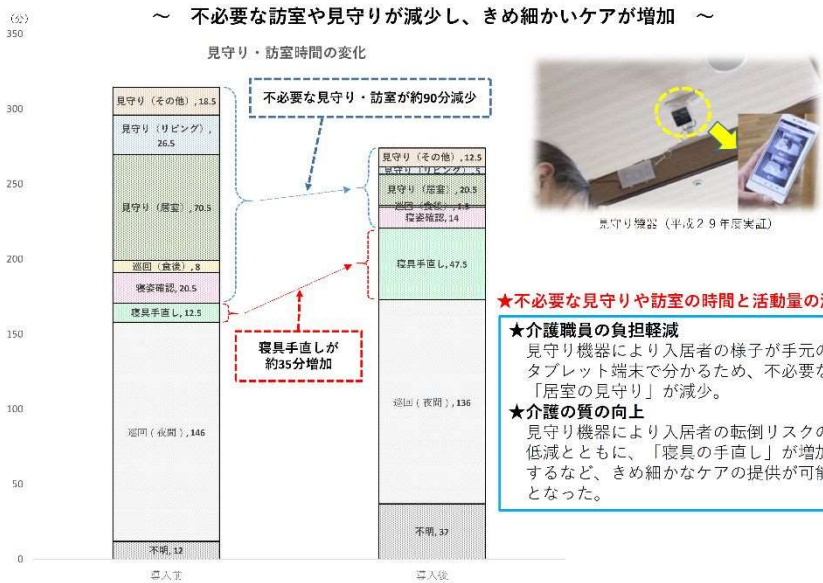 ～ 不必要な訪室や見守りが減少し、きめ細かいケアが増加 ～
(分)
見守り・訪室時間の変化
350
300
250
200
150
100
50
0
見守り（その他）, 18.5
見守り（リビング）,
26.5
見守り（居室）, 70.5
巡回（食後）, 8
寝姿確認, 20.5
寝具手直し, 12.5
巡回（夜間）, 146
不明, 12
導入前
不必要な見守り・訪室が約90分減少
寝具手直しが
約35分増加
見守り（その他）, 12.5
見守り（リビング）, 5
見守り（居室）, 20.5
巡回（食後）, 1.5
寝姿確認, 14
寝具手直し, 47.5
巡回（夜間）, 136
不明, 37
導入後
見守り機器（平成２９年度実証）
★不必要な見守りや訪室の時間と活動量の
★介護職員の負担軽減
見守り機器により入居者の様子が手元の
タブレット端末で分かるため、不必要な
「居室の見守り」が減少。
★介護の質の向上
見守り機器により入居者の転倒リスクの
低減とともに、「寝具の手直し」が増加
するなど、きめ細かなケアの提供が可能
となった。